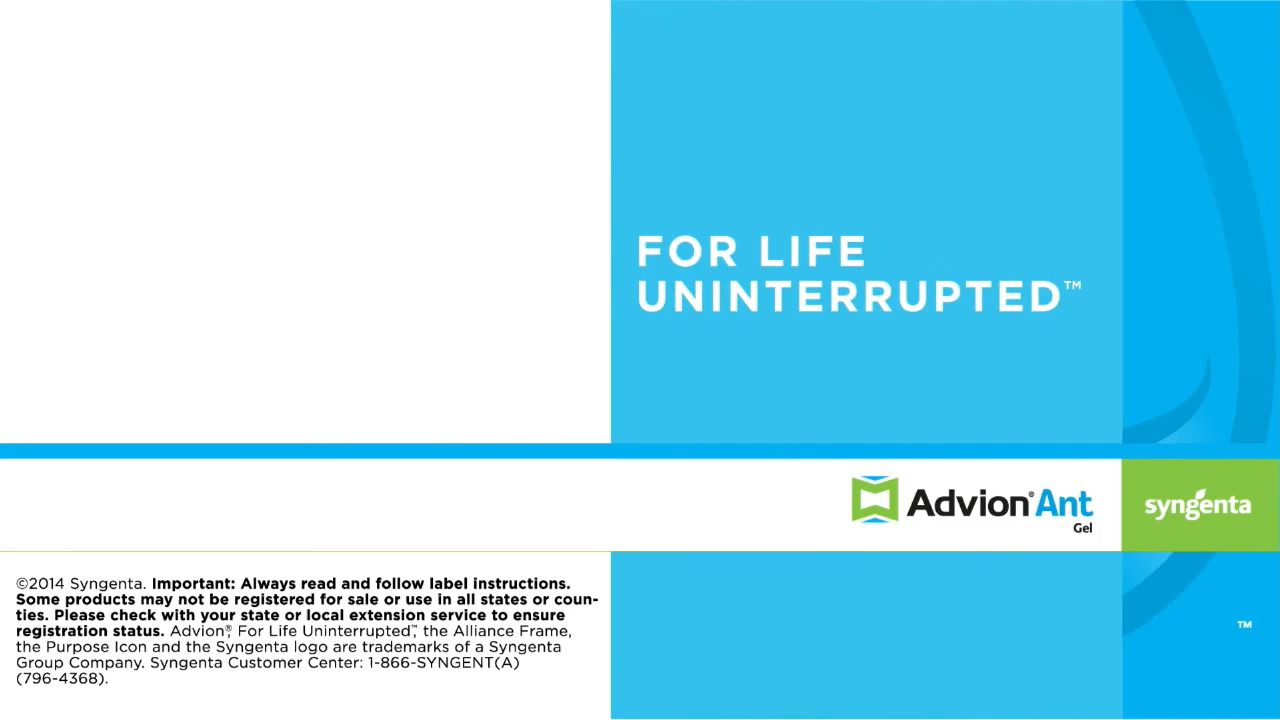 FOR LIFE
UNINTERRUPTED™
Advion® Ant
Gel
syngenta
©2014 Syngenta. Important: Always read and follow label instructions.
Some products may not be registered for sale or use in all states or coun-
ties. Please check with your state or local extension service to ensure
registration status. Advion®, For Life Uninterrupted™, the Alliance Frame,
the Purpose Icon and the Syngenta logo are trademarks of a Syngenta
Group Company. Syngenta Customer Center: 1-866-SYNGENT(A)
(796-4368).
™